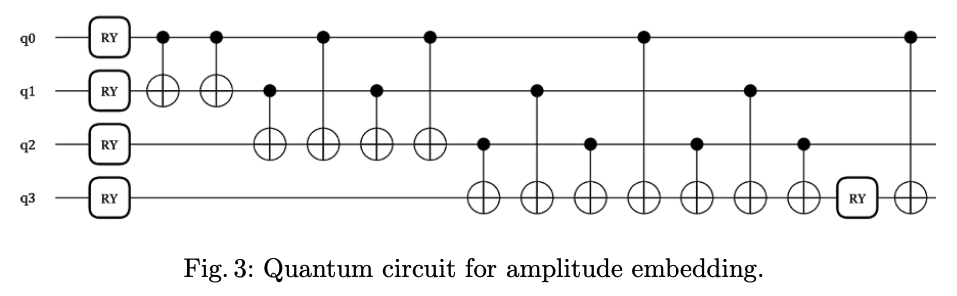 q0 RY
q1 RY
q2 RY
q3 RY RY
Fig. 3: Quantum circuit for amplitude embedding.